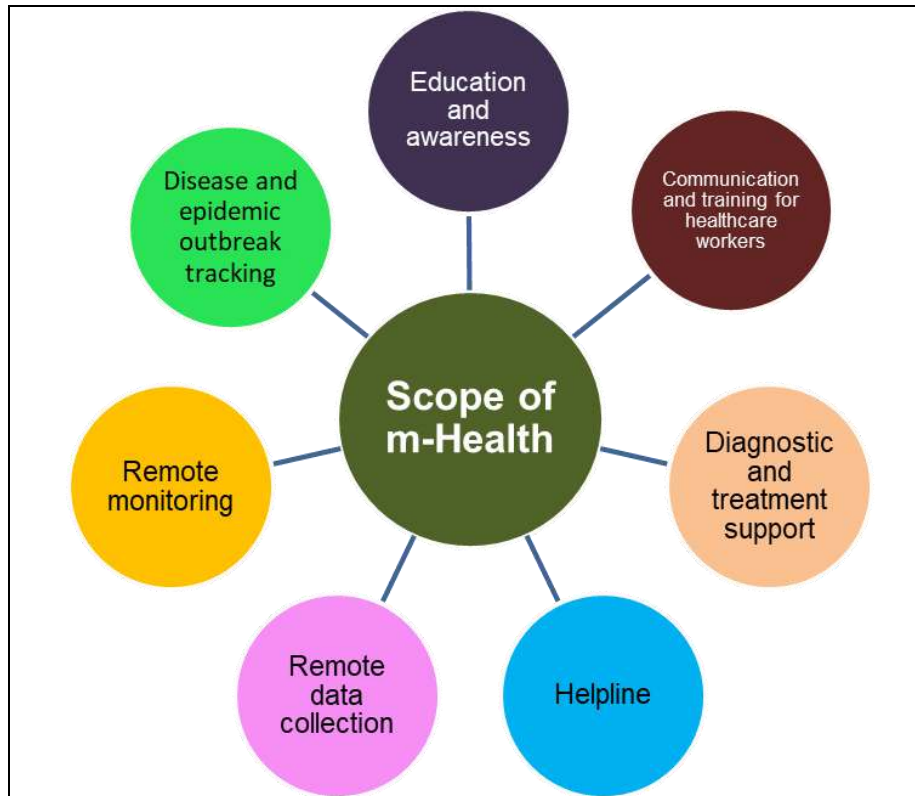 Education
and
awareness
Communication
and training for
healthcare
workers
Disease and
epidemic
outbreak
tracking
Scope of
m-Health
Diagnostic
and
treatment
support
Remote
monitoring
Remote
data
collection
Helpline